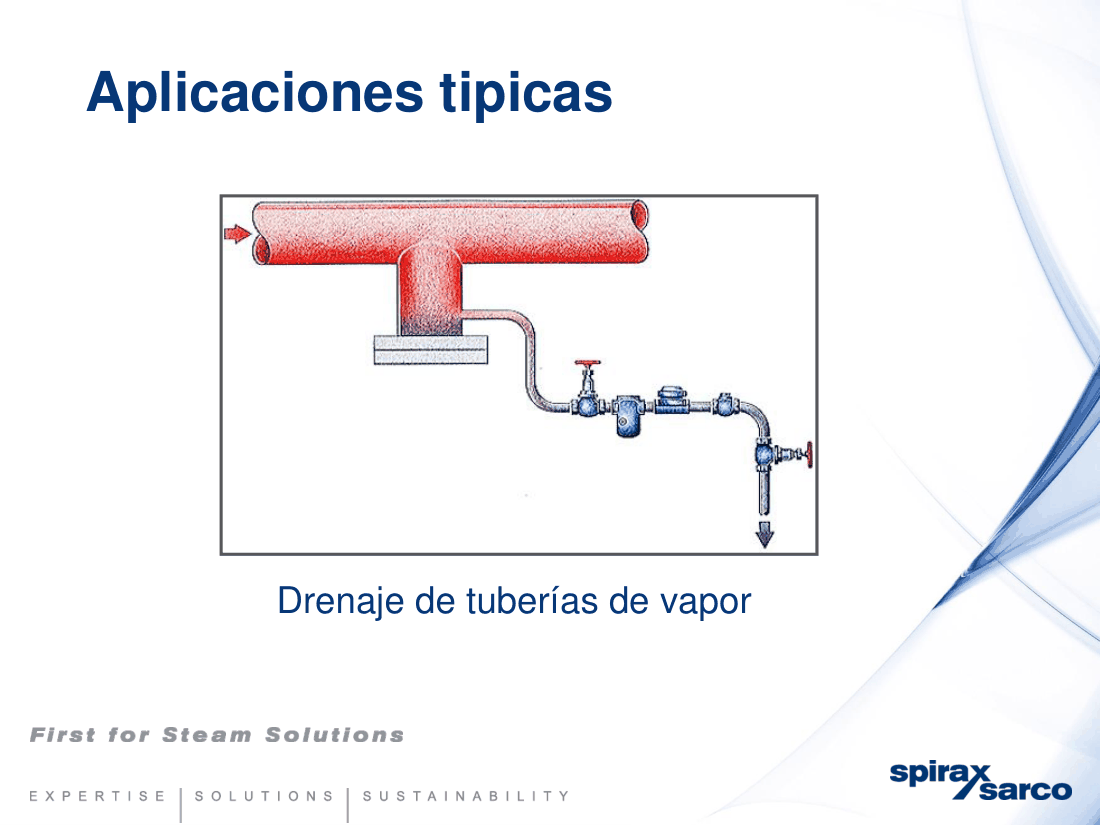 Aplicaciones tipicas
Drenaje de tuberías de vapor
First for Steam Solutions
EXPERTISE SOLUTIONS SUSTAINABILITY
spirax
sarco